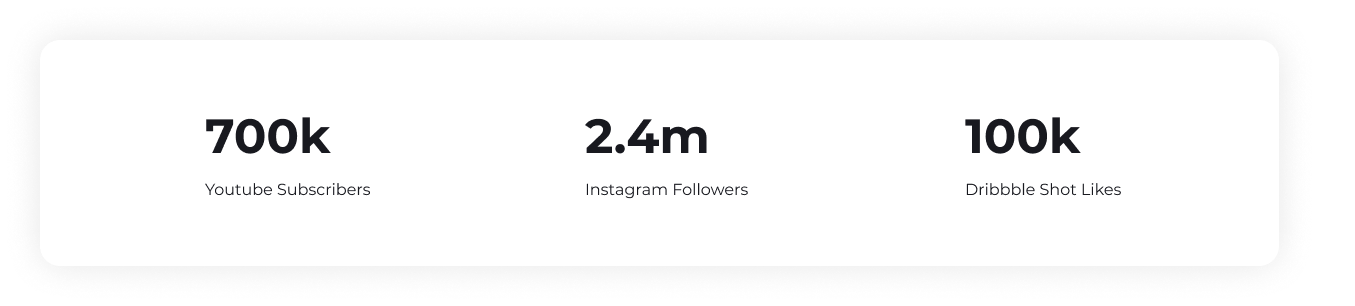 700k
2.4m
100k
Youtube Subscribers
Instagram Followers
Dribbble Shot Likes